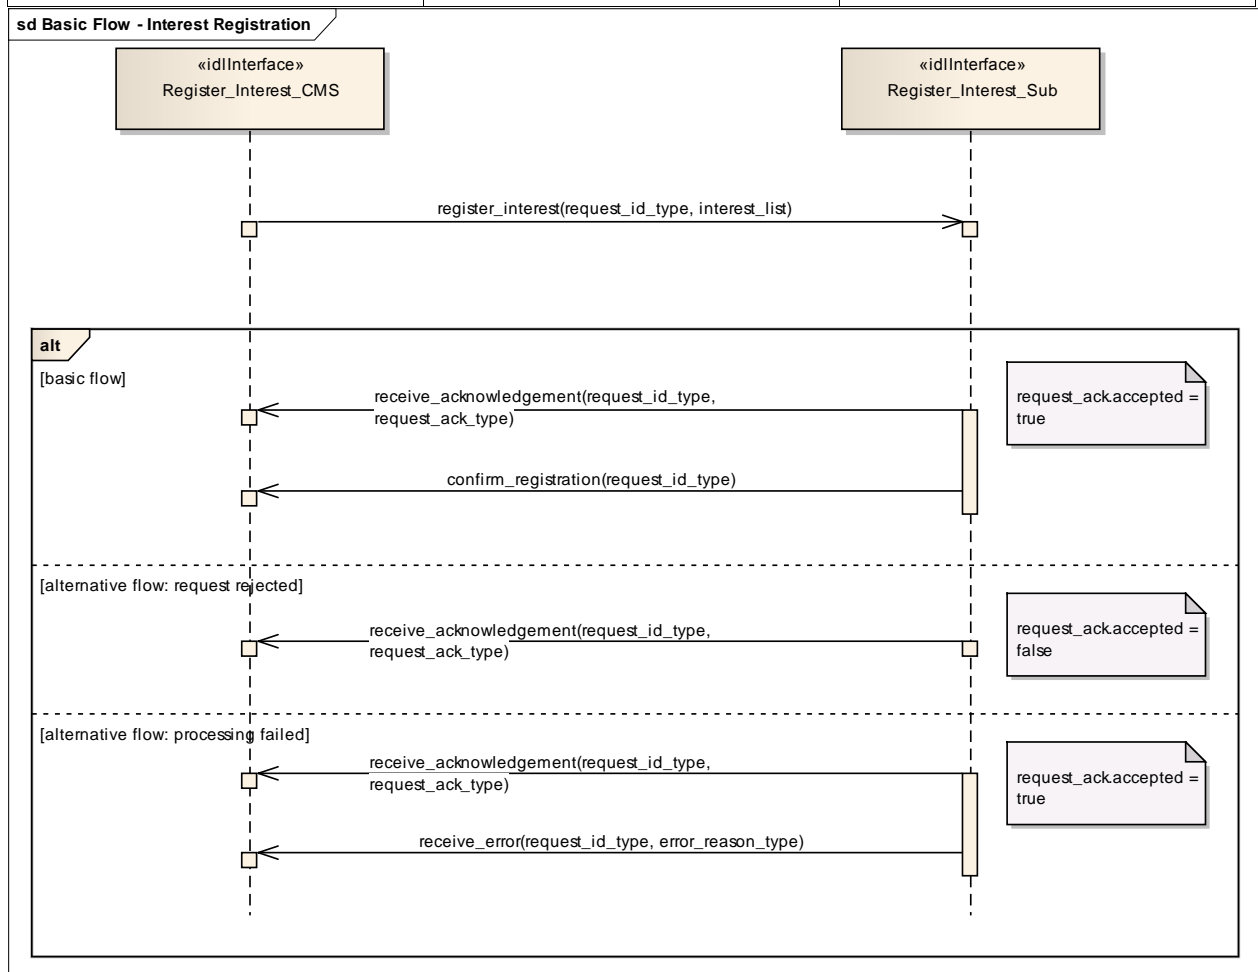 sd Basic Flow - Interest Registration
«idlInterface»
Register_Interest_CMS
«idlInterface»
Register_Interest_Sub
register_interest(request_id_type, interest_list)
alt
[basic flow]
receive_acknowledgement(request_id_type,
request_ack_type)
request_ack.accepted =
true
confirm_registration(request_id_type)
[alternative flow: request rejected]
receive_acknowledgement(request_id_type,
request_ack_type)
request_ack.accepted =
false
[alternative flow: processing failed]
receive_acknowledgement(request_id_type,
request_ack_type)
request_ack.accepted =
true
receive_error(request_id_type, error_reason_type)